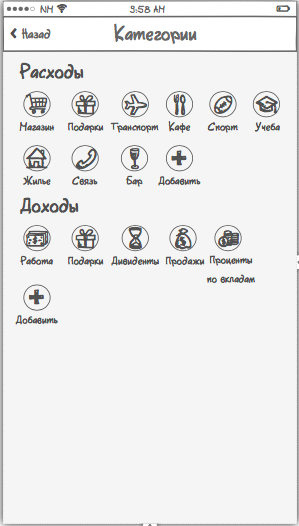 ЛН 3:58 AM
Назад Категории
Расходы
Магазин Подарки Транспорт Кафе Спорт Учеба
Жилье Связь Бар Добавить
Доходы
Работа Подарки Дивиденты Продажи Проценты
по вкладам
Добавить